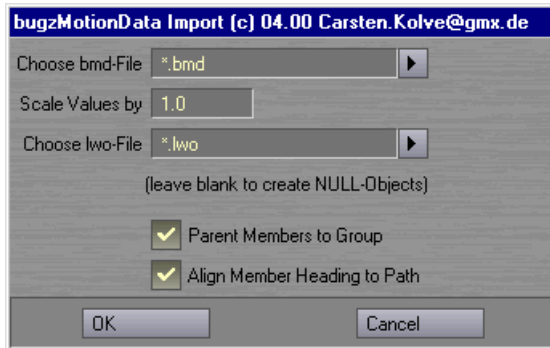 bugzMotionData Import (c) 04.00 Carsten.Kolve@gmx.de
Choose bmd-File *.bmd
Scale Values by 1.0
Choose lwo-File *.lwo
(leave blank to create NULL-Objects)
Parent Members to Group
Align Member Heading to Path
OK Cancel